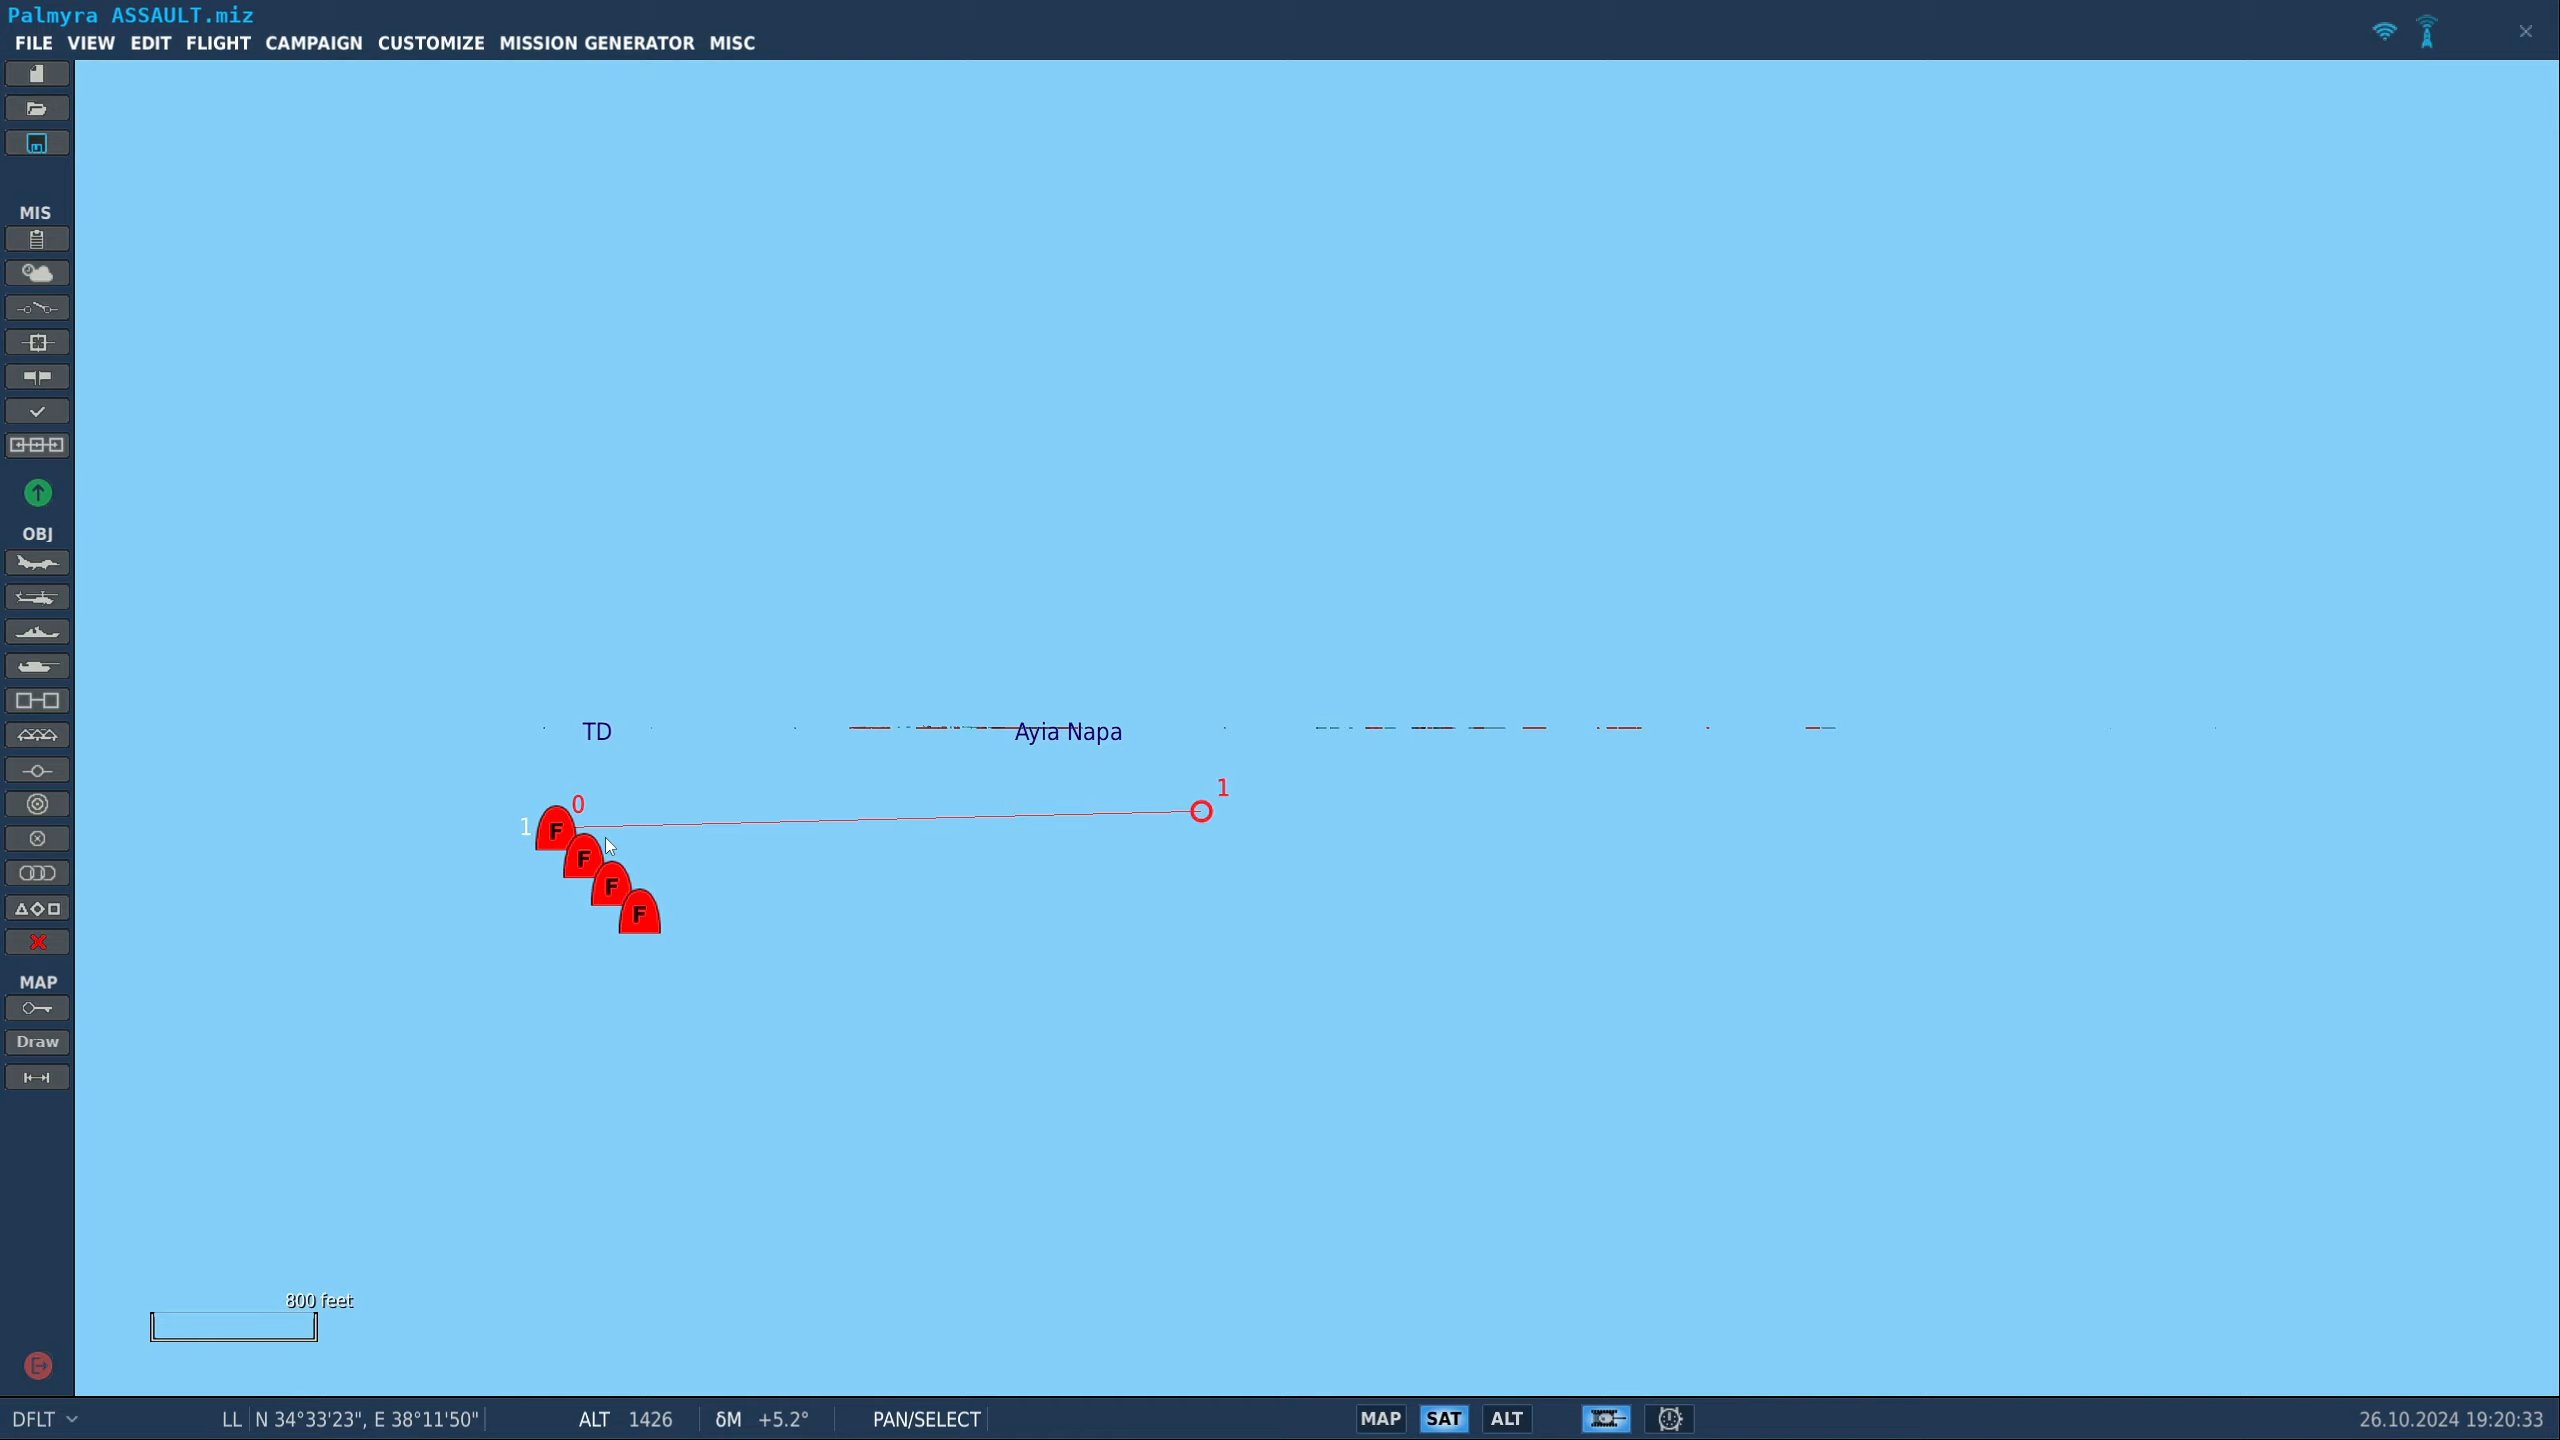 Palmyra ASSAULT.miz
FILE VIEW EDIT FLIGHT CAMPAIGN CUSTOMIZE MISSION GENERATOR MISC
MIS
OBJ
TD
Ayia Napa
1
0
1
F
F
F
F
MAP
Draw
800 feet
DFLT LL N 34°33'23", E 38°11'50" ALT 1426 δM +5.2° PAN/SELECT MAP SAT ALT 26.10.2024 19:20:33